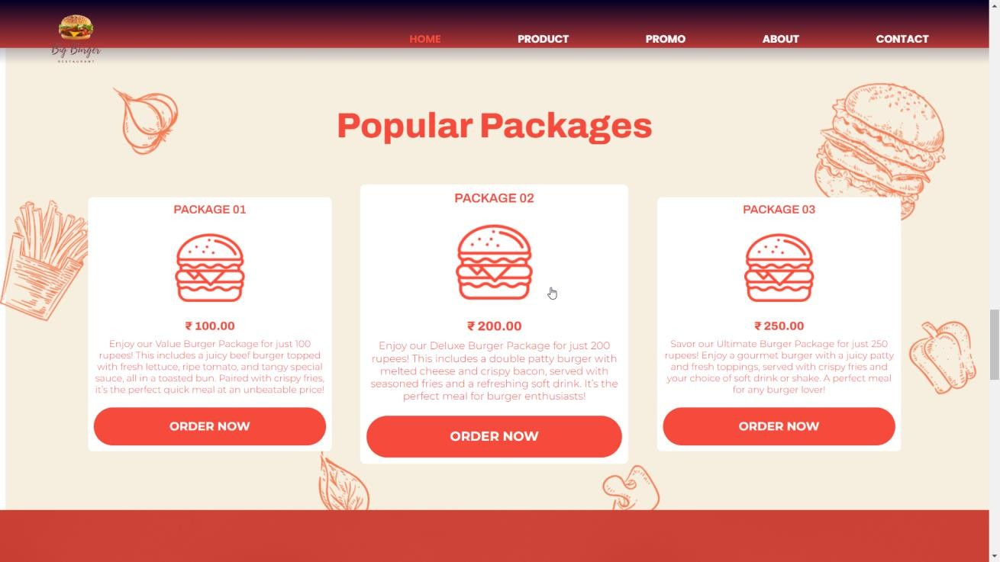 Big Burger
RESTAURANT
HOME PRODUCT PROMO ABOUT CONTACT
Popular Packages
PACKAGE 01
₹ 100.00
Enjoy our Value Burger Package for just 100
rupees! This includes a juicy beef burger topped
with fresh lettuce, ripe tomato, and tangy special
sauce, all in a toasted bun. Paired with crispy fries,
it's the perfect quick meal at an unbeatable price!
ORDER NOW
PACKAGE 02
₹ 200.00
Enjoy our Deluxe Burger Package for just 200
rupees! This includes a double patty burger with
melted cheese and crispy bacon, served with
seasoned fries and a refreshing soft drink. It's the
perfect meal for burger enthusiasts!
ORDER NOW
PACKAGE 03
₹ 250.00
Savor our Ultimate Burger Package for just 250
rupees! Enjoy a gourmet burger with a juicy patty
and fresh toppings, served with crispy fries and
your choice of soft drink or shake. A perfect meal
for any burger lover!
ORDER NOW